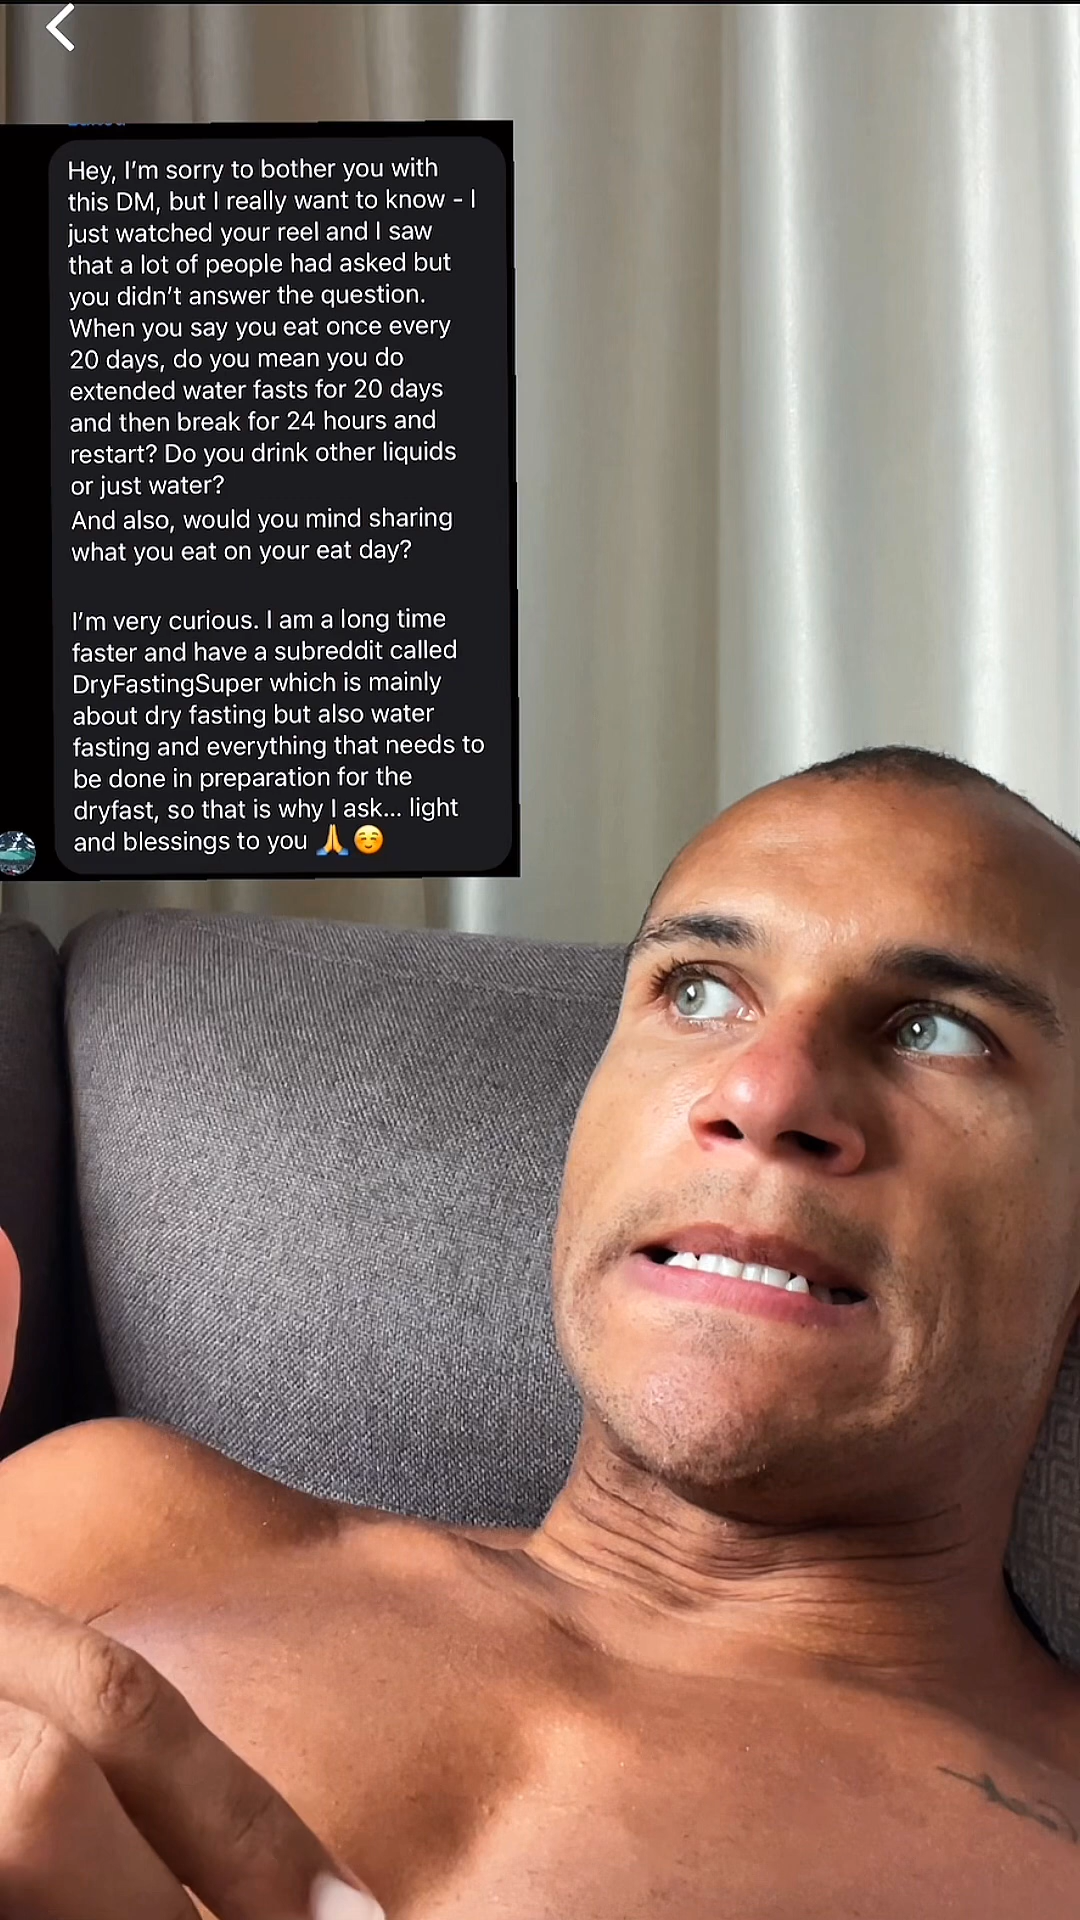 Hey, I'm sorry to bother you with
this DM, but I really want to know - I
just watched your reel and I saw
that a lot of people had asked but
you didn't answer the question.
When you say you eat once every
20 days, do you mean you do
extended water fasts for 20 days
and then break for 24 hours and
restart? Do you drink other liquids
or just water?
And also, would you mind sharing
what you eat on your eat day?
I'm very curious. I am a long time
faster and have a subreddit called
DryFastingSuper which is mainly
about dry fasting but also water
fasting and everything that needs to
be done in preparation for the
dryfast, so that is why I ask... light
and blessings to you 🙏☺️